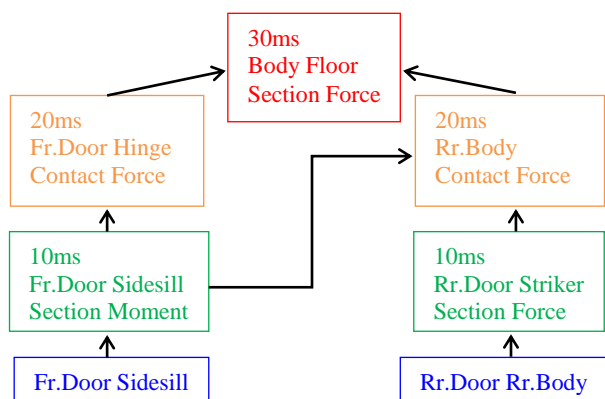 30ms
Body Floor
Section Force
20ms
Fr.Door Hinge
Contact Force
20ms
Rr.Body
Contact Force
10ms
Fr.Door Sidesill
Section Moment
10ms
Rr.Door Striker
Section Force
Fr.Door Sidesill
Rr.Door Rr.Body